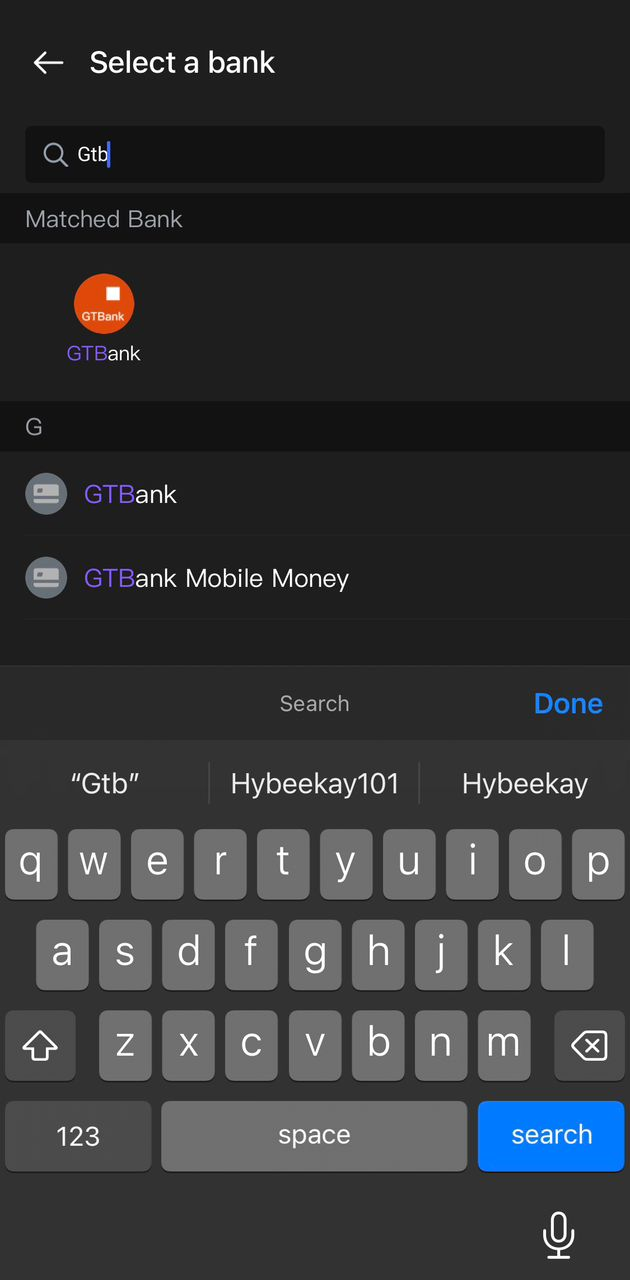 Select a bank
Gtb
Matched Bank
GTBank
GTBank
G
GTBank
GTBank Mobile Money
Search Done
“Gtb” Hybeekay101 Hybeekay
q w e r t y u i o p
a s d f g h j k l
z x c v b n m
123 space search